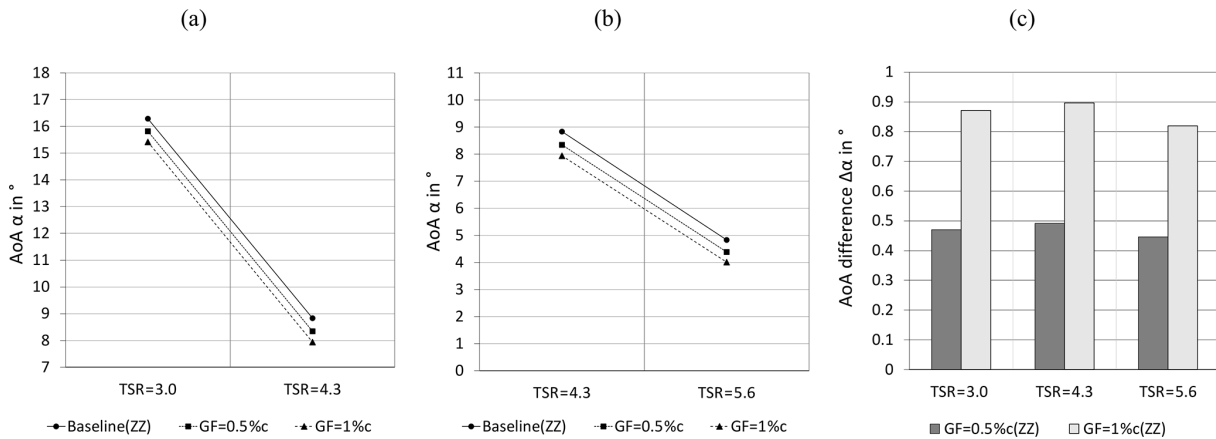 (a)
(b)
(c)
AoA α in °
18
17
16
15
14
13
12
11
10
9
8
7
TSR=3.0
TSR=4.3
Baseline(ZZ)
GF=0.5%c
GF=1%c
AoA α in °
11
10
9
8
7
6
5
4
3
2
1
0
TSR=4.3
TSR=5.6
Baseline(ZZ)
GF=0.5%c
GF=1%c
AoA difference Δα in °
1
0.9
0.8
0.7
0.6
0.5
0.4
0.3
0.2
0.1
0
TSR=3.0
TSR=4.3
TSR=5.6
GF=0.5%c(ZZ)
GF=1%c(ZZ)